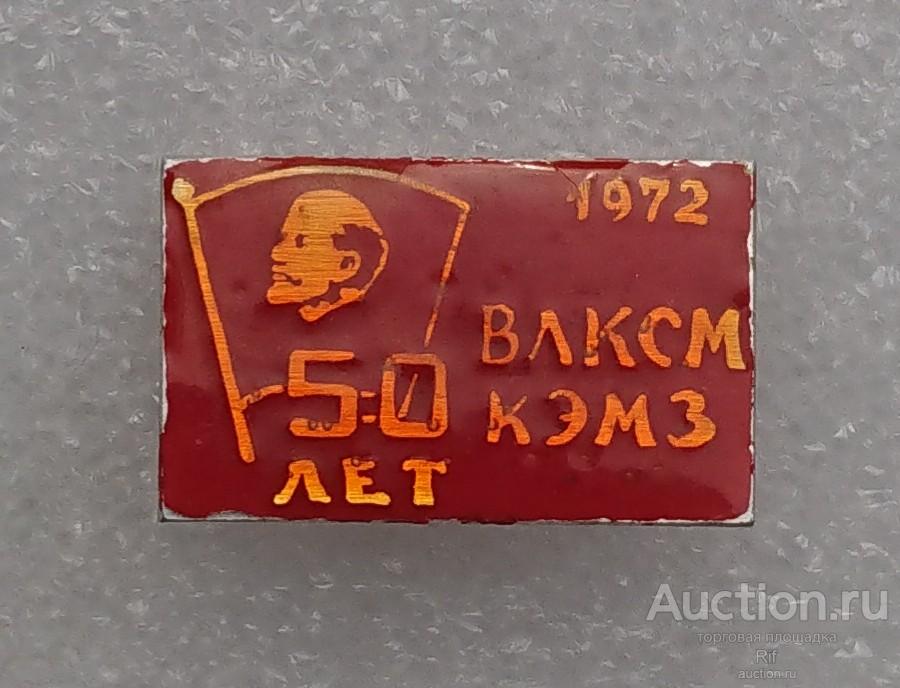 1972
50
ЛЕТ
ВЛКСМ
КЭМЗ
Auction.ru
торговая площадка
Rif
auction.ru